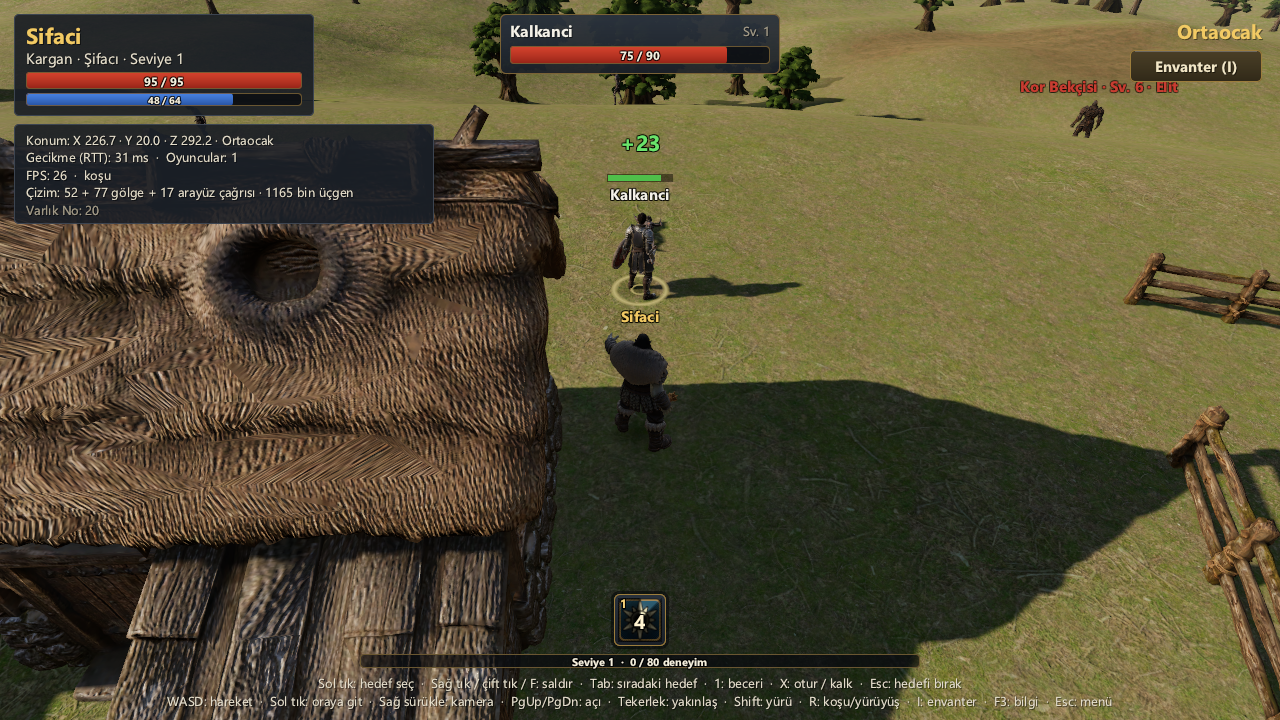 Sifaci
Kargan · Şifacı · Seviye 1
95 / 95
48 / 64
Konum: X 226.7 · Y 20.0 · Z 292.2 · Ortaocak
Gecikme (RTT): 31 ms · Oyuncular: 1
FPS: 26 · koşu
Çizim: 52 + 77 gölge + 17 arayüz çağrısı · 1165 bin üçgen
Varlık No: 20
Kalkanci Sv. 1
75 / 90
Ortaocak
Envanter (I)
Kor Bekçisi · Sv. 6 · Elit
+23
Kalkanci
Sifaci
1
4
Seviye 1 · 0 / 80 deneyim
Sol tık: hedef seç · Sağ tık / çift tık / F: saldır · Tab: sıradaki hedef · 1: beceri · X: otur / kalk · Esc: hedefi bırak
WASD: hareket · Sol tık: oraya git · Sağ sürükle: kamera · PgUp/PgDn: açı · Tekerlek: yakınlaş · Shift: yürü · R: koşu/yürüyüş · I: envanter · F3: bilgi · Esc: menü